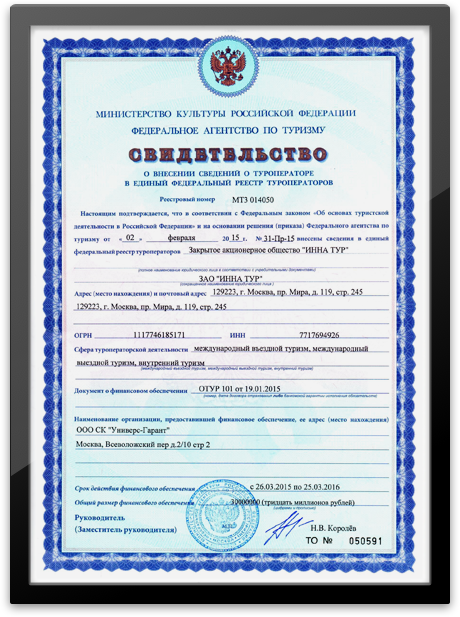 МИНИСТЕРСТВО КУЛЬТУРЫ РОССИЙСКОЙ ФЕДЕРАЦИИ
ФЕДЕРАЛЬНОЕ АГЕНТСТВО ПО ТУРИЗМУ
СВИДЕТЕЛЬСТВО
О ВНЕСЕНИИ СВЕДЕНИЙ О ТУРОПЕРАТОРЕ
В ЕДИНЫЙ ФЕДЕРАЛЬНЫЙ РЕЕСТР ТУРОПЕРАТОРОВ
Реестровый номер МТ3 014050
Настоящим подтверждается, что в соответствии с Федеральным законом «Об основах туристской
деятельности в Российской Федерации» и на основании решения (приказа) Федерального агентства по
туризму от «02» февраля 2015 г. №31-Пр-15 внесены сведения в единый
федеральный реестр туроператоров Закрытое акционерное общество "ИННА ТУР"
(полное наименование юридического лица в соответствии с учредительными документами)
ЗАО "ИННА ТУР"
(сокращенное наименование юридического лица)
Адрес (место нахождения) и почтовый адрес 129223, г. Москва, пр. Мира, д. 119, стр. 245
129223, г. Москва, пр. Мира, д. 119, стр. 245
ОГРН 1117746185171 ИНН 7717694926
Сфера туроператорской деятельности международный въездной туризм, международный
выездной туризм, внутренний туризм
(международный въездной туризм, международный выездной туризм, внутренний туризм)
Документ о финансовом обеспечении ОТУР 101 от 19.01.2015
(номер, дата договора страхования либо банковской гарантии исполнения обязательств)
Наименование организации, предоставившей финансовое обеспечение, ее адрес (место нахождения)
ООО СК "Универс-Гарант"
Москва, Всеволожский пер д.2/10 стр 2
Срок действия финансового обеспечения с 26.03.2015 по 25.03.2016
Общий размер финансового обеспечения 30000000 (тридцать миллионов рублей)
(цифрами и прописью)
Руководитель
(Заместитель руководителя) Н.В. Королёв
ТО № 050591